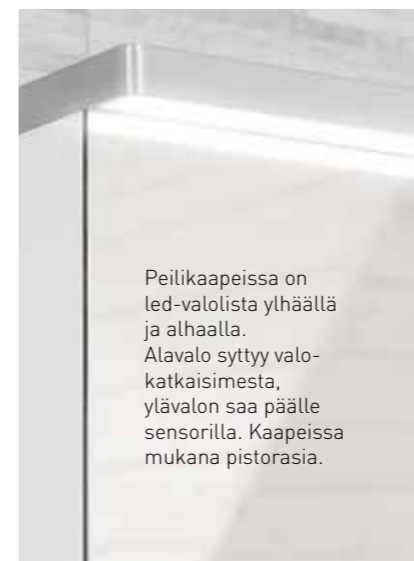 Peilikaapeissa on
led-valolista ylhäällä
ja alhaalla.
Alavalo syttyy valo-
katkaisimesta,
ylävalon saa päälle
sensorilla. Kaapeissa
mukana pistorasia.